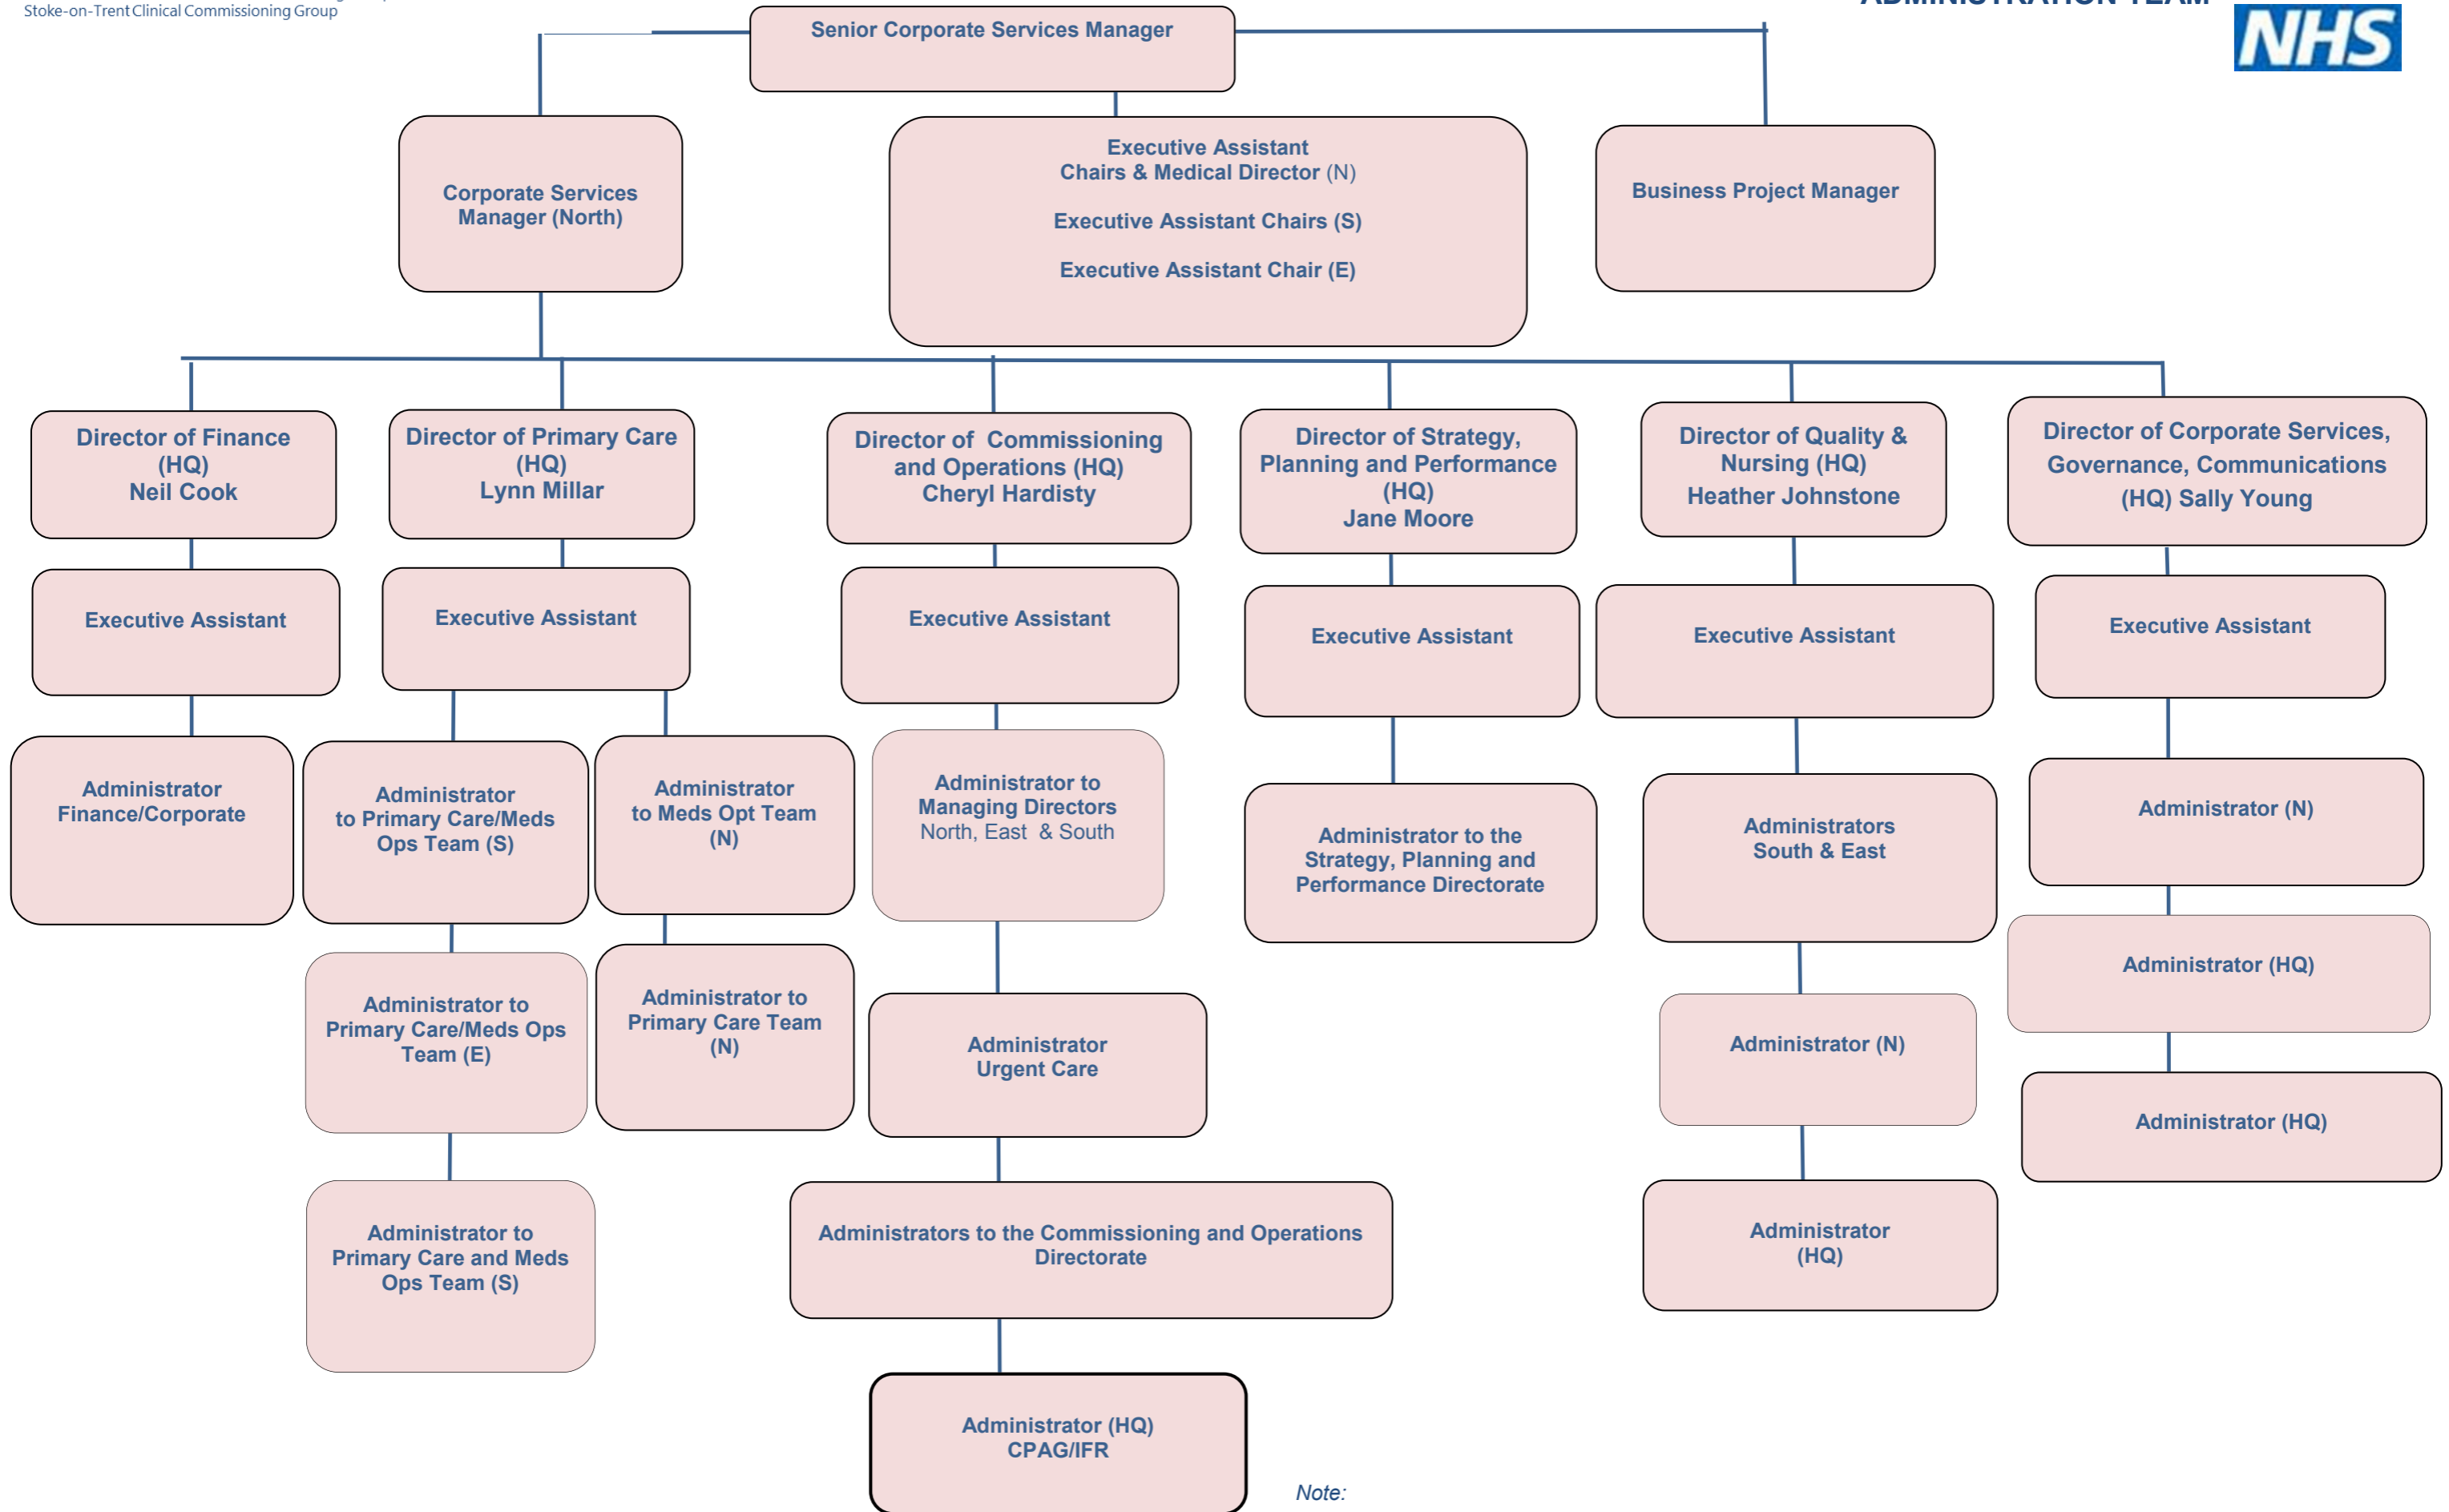 Stoke-on-Trent Clinical Commissioning Group
ADMINISTRATION TEAM
NHS
Senior Corporate Services Manager
Corporate Services
Manager (North)
Executive Assistant
Chairs & Medical Director (N)
Executive Assistant Chairs (S)
Executive Assistant Chair (E)
Business Project Manager
Director of Finance
(HQ)
Neil Cook
Director of Primary Care
(HQ)
Lynn Millar
Director of  Commissioning
and Operations (HQ)
Cheryl Hardisty
Director of Strategy,
Planning and Performance
(HQ)
Jane Moore
Director of Quality &
Nursing (HQ)
Heather Johnstone
Director of Corporate Services,
Governance, Communications
(HQ) Sally Young
Executive Assistant
Executive Assistant
Executive Assistant
Executive Assistant
Executive Assistant
Executive Assistant
Administrator
Finance/Corporate
Administrator
to Primary Care/Meds
Ops Team (S)
Administrator
to Meds Opt Team
(N)
Administrator to
Managing Directors
North, East  & South
Administrator to the
Strategy, Planning and
Performance Directorate
Administrators
South & East
Administrator (N)
Administrator to
Primary Care/Meds Ops
Team (E)
Administrator to
Primary Care Team
(N)
Administrator
Urgent Care
Administrator (N)
Administrator (HQ)
Administrator (HQ)
Administrator to
Primary Care and Meds
Ops Team (S)
Administrators to the Commissioning and Operations
Directorate
Administrator
(HQ)
Administrator (HQ)
CPAG/IFR
Note: